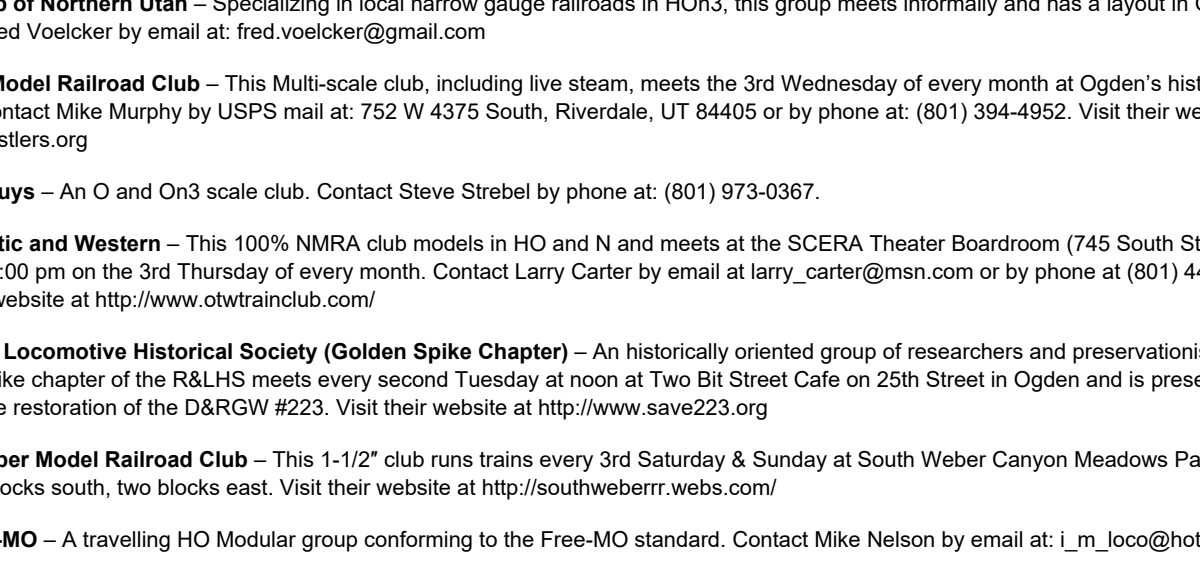 p of Northern Utah – Specializing in local narrow gauge railroads in HOn3, this group meets informally and has a layout in
ed Voelcker by email at: fred.voelcker@gmail.com
Model Railroad Club – This Multi-scale club, including live steam, meets the 3rd Wednesday of every month at Ogden’s hist
ontact Mike Murphy by USPS mail at: 752 W 4375 South, Riverdale, UT 84405 or by phone at: (801) 394-4952. Visit their we
stlers.org
uys – An O and On3 scale club. Contact Steve Strebel by phone at: (801) 973-0367.
tic and Western – This 100% NMRA club models in HO and N and meets at the SCERA Theater Boardroom (745 South St
:00 pm on the 3rd Thursday of every month. Contact Larry Carter by email at larry_carter@msn.com or by phone at (801) 44
website at http://www.otwtrainclub.com/
Locomotive Historical Society (Golden Spike Chapter) – An historically oriented group of researchers and preservationis
ike chapter of the R&LHS meets every second Tuesday at noon at Two Bit Street Cafe on 25th Street in Ogden and is prese
e restoration of the D&RGW #223. Visit their website at http://www.save223.org
ber Model Railroad Club – This 1-1/2″ club runs trains every 3rd Saturday & Sunday at South Weber Canyon Meadows Pa
locks south, two blocks east. Visit their website at http://southweberrr.webs.com/
-MO – A travelling HO Modular group conforming to the Free-MO standard. Contact Mike Nelson by email at: i_m_loco@hot